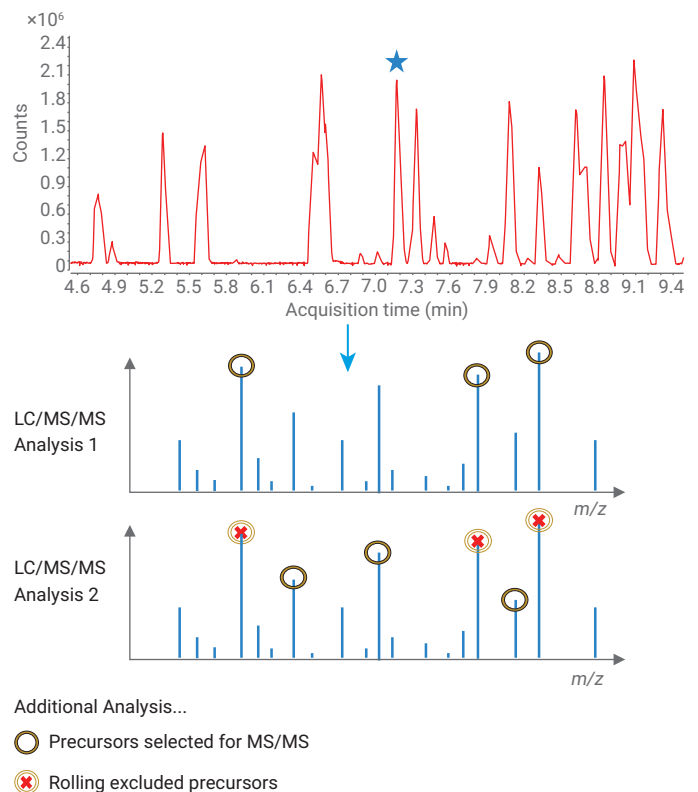 ×10⁶
2.4
2.1
1.8
1.5
1.2
0.9
0.6
0.3
0
Counts
4.6 4.9 5.2 5.5 5.8 6.1 6.4 6.7 7.0 7.3 7.6 7.9 8.2 8.5 8.8 9.1 9.4
Acquisition time (min)
LC/MS/MS
Analysis 1
m/z
LC/MS/MS
Analysis 2
m/z
Additional Analysis...
Precursors selected for MS/MS
Rolling excluded precursors